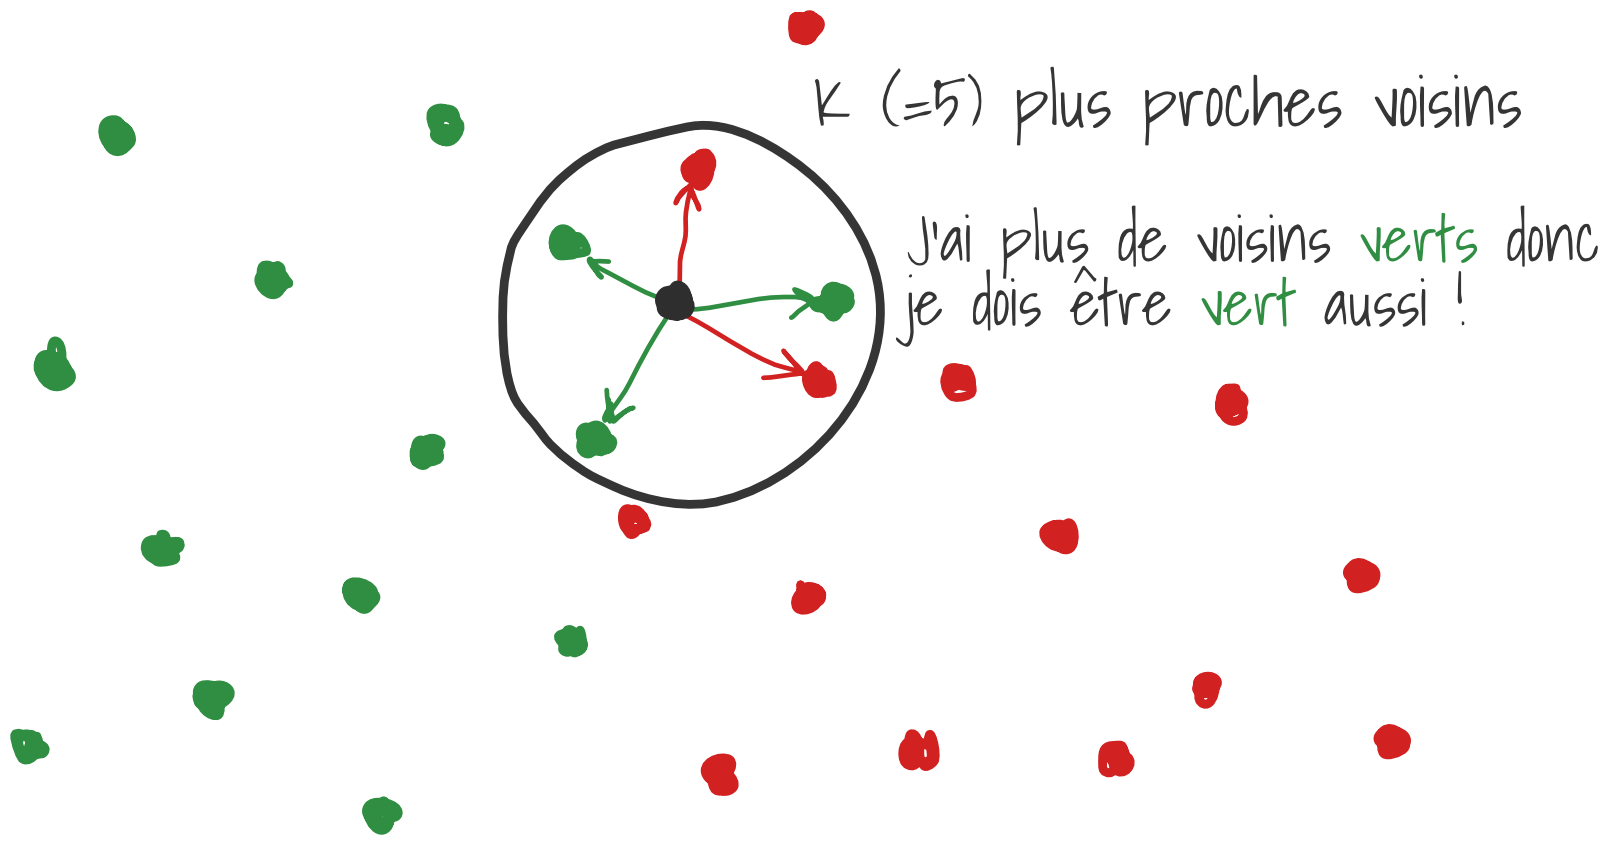 K (=5) plus proches voisins
J'ai plus de voisins verts donc
je dois être vert aussi !